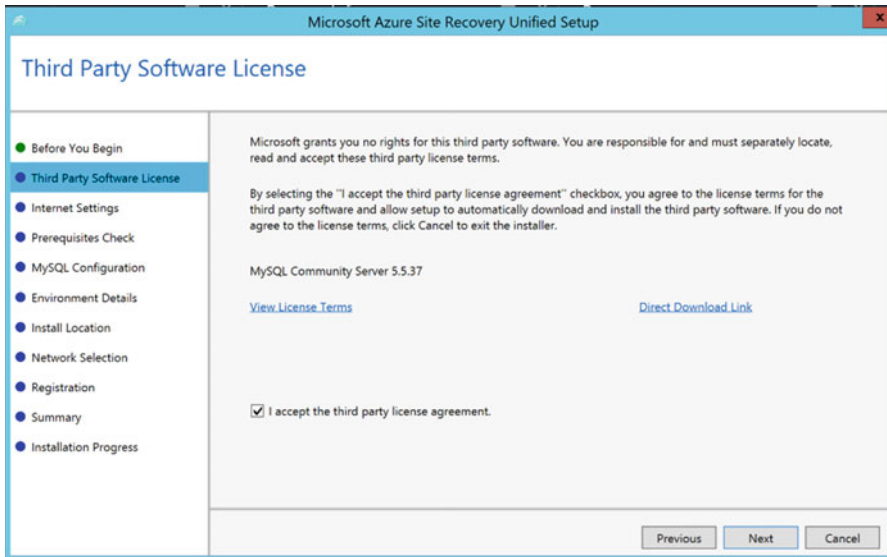 Microsoft Azure Site Recovery Unified Setup
x
Third Party Software License
Before You Begin
Third Party Software License
Internet Settings
Prerequisites Check
MySQL Configuration
Environment Details
Install Location
Network Selection
Registration
Summary
Installation Progress
Microsoft grants you no rights for this third party software. You are responsible for and must separately locate,
read and accept these third party license terms.
By selecting the "I accept the third party license agreement" checkbox, you agree to the license terms for the
third party software and allow setup to automatically download and install the third party software. If you do not
agree to the license terms, click Cancel to exit the installer.
MySQL Community Server 5.5.37
View License Terms
Direct Download Link
I accept the third party license agreement.
Previous
Next
Cancel